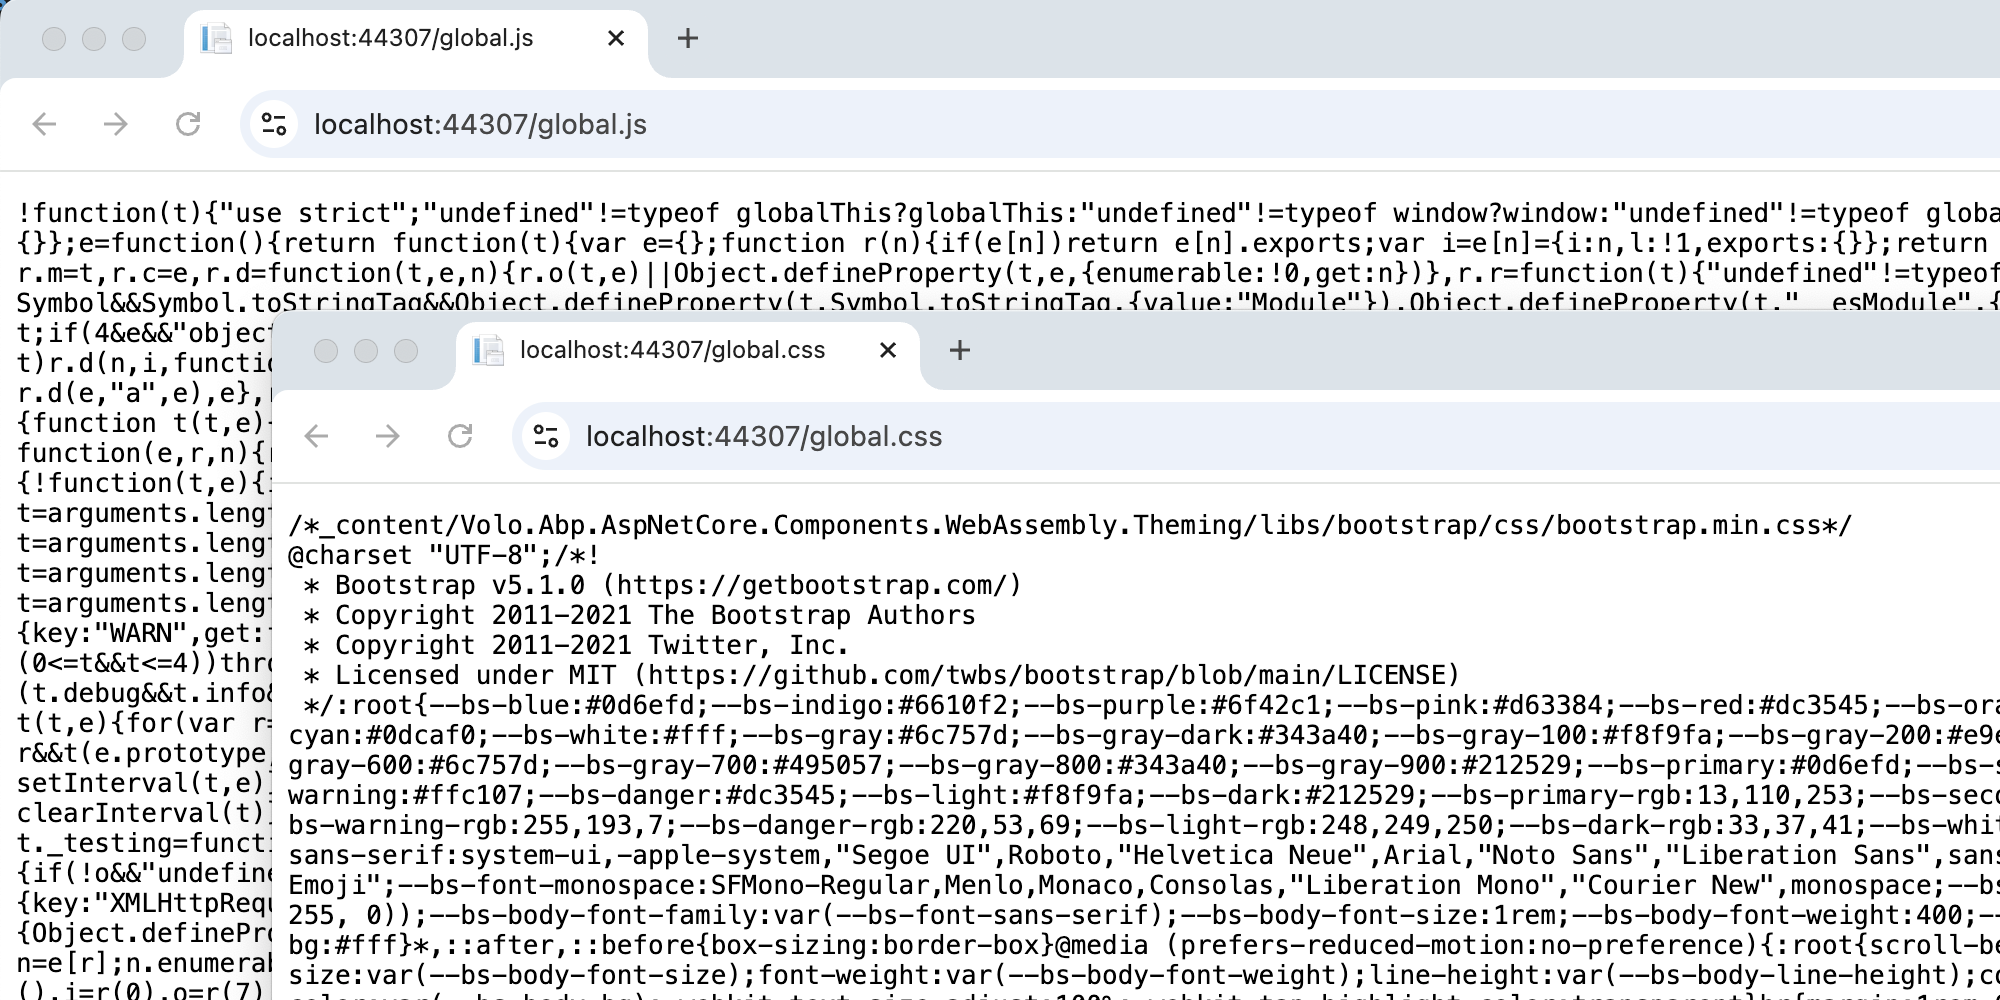 localhost:44307/global.js
localhost:44307/global.js
!function(t){"use strict";"undefined"!=typeof globalThis?globalThis:"undefined"!=typeof window?window:"undefined"!=typeof globa
{}};e=function(){return function(t){var e={};function r(n){if(e[n])return e[n].exports;var i=e[n]={i:n,l:!1,exports:{}};return
r.m=t,r.c=e,r.d=function(t,e,n){r.o(t,e)||Object.defineProperty(t,e,{enumerable:!0,get:n})},r.r=function(t){"undefined"!=typeof
Symbol&&Symbol.toStringTag&&Object.defineProperty(t,Symbol.toStringTag,{value:"Module"}),Object.defineProperty(t,"__esModule",{
t;if(4&e&&"object
t)r.d(n,i,functio
r.d(e,"a",e),e},
{function t(t,e)
function(e,r,n){
{!function(t,e){
t=arguments.lengt
t=arguments.lengt
t=arguments.lengt
t=arguments.lengt
{key:"WARN",get:
(0<=t&&t<=4))thro
(t.debug&&t.info&
t(t,e){for(var r=
r&&t(e.prototype,
setInterval(t,e)
clearInterval(t)
t._testing=functi
{if(!o&&"undefine
{key:"XMLHttpRequ
{Object.definePro
n=e[r];n.enumerab
(),i=r(0),o=r(7)
localhost:44307/global.css
localhost:44307/global.css
/*_content/Volo.Abp.AspNetCore.Components.WebAssembly.Theming/libs/bootstrap/css/bootstrap.min.css*/
@charset "UTF-8";/*!
* Bootstrap v5.1.0 (https://getbootstrap.com/)
* Copyright 2011-2021 The Bootstrap Authors
* Copyright 2011-2021 Twitter, Inc.
* Licensed under MIT (https://github.com/twbs/bootstrap/blob/main/LICENSE)
*/:root{--bs-blue:#0d6efd;--bs-indigo:#6610f2;--bs-purple:#6f42c1;--bs-pink:#d63384;--bs-red:#dc3545;--bs-ora
cyan:#0dcaf0;--bs-white:#fff;--bs-gray:#6c757d;--bs-gray-dark:#343a40;--bs-gray-100:#f8f9fa;--bs-gray-200:#e9e
gray-600:#6c757d;--bs-gray-700:#495057;--bs-gray-800:#343a40;--bs-gray-900:#212529;--bs-primary:#0d6efd;--bs-s
warning:#ffc107;--bs-danger:#dc3545;--bs-light:#f8f9fa;--bs-dark:#212529;--bs-primary-rgb:13,110,253;--bs-seco
bs-warning-rgb:255,193,7;--bs-danger-rgb:220,53,69;--bs-light-rgb:248,249,250;--bs-dark-rgb:33,37,41;--bs-whit
sans-serif:system-ui,-apple-system,"Segoe UI",Roboto,"Helvetica Neue",Arial,"Noto Sans","Liberation Sans",sans
Emoji";--bs-font-monospace:SFMono-Regular,Menlo,Monaco,Consolas,"Liberation Mono","Courier New",monospace;--bs
255, 0));--bs-body-font-family:var(--bs-font-sans-serif);--bs-body-font-size:1rem;--bs-body-font-weight:400;--
bg:#fff}*,::after,::before{box-sizing:border-box}@media (prefers-reduced-motion:no-preference){:root{scroll-be
size:var(--bs-body-font-size);font-weight:var(--bs-body-font-weight);line-height:var(--bs-body-line-height);co